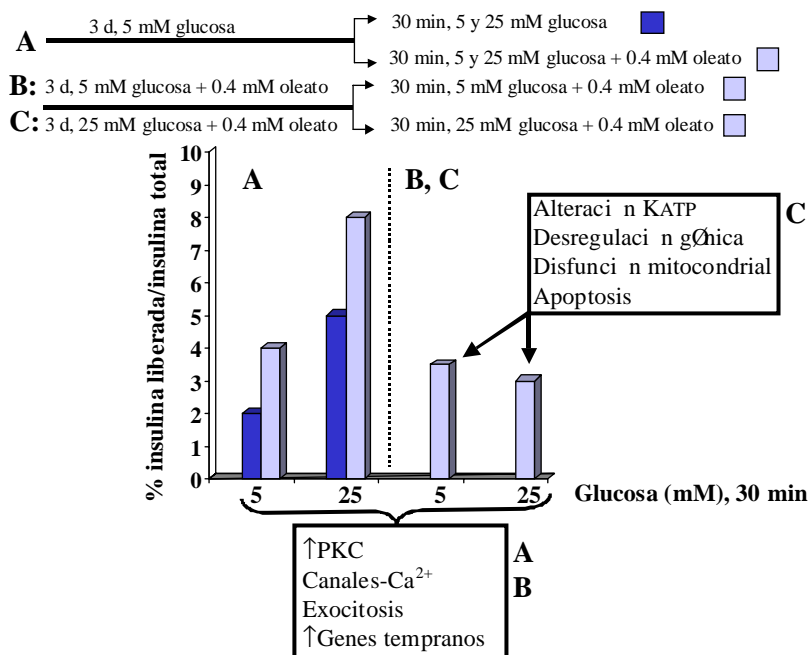 A
3 d, 5 mM glucosa
30 min, 5 y 25 mM glucosa
30 min, 5 y 25 mM glucosa + 0.4 mM oleato
B: 3 d, 5 mM glucosa + 0.4 mM oleato
30 min, 5 mM glucosa + 0.4 mM oleato
C: 3 d, 25 mM glucosa + 0.4 mM oleato
30 min, 25 mM glucosa + 0.4 mM oleato
% insulina liberada/insulina total
10
9
8
7
6
5
4
3
2
1
0
A
B, C
Alteraci n KATP
Desregulaci n gØnica
Disfunci n mitocondrial
Apoptosis
C
5 25 5 25 Glucosa (mM), 30 min
↑PKC
Canales-Ca²⁺
Exocitosis
↑Genes tempranos
A
B